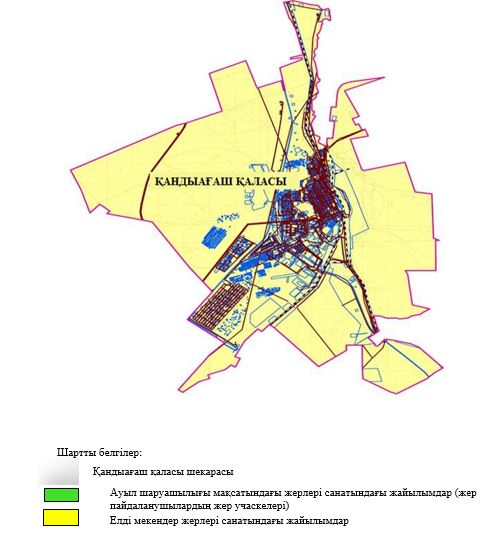 ҚАНДЫАҒАШ ҚАЛАСЫ
Шартты белгілер:
Қандыағаш қаласы шекарасы
Ауыл шаруашылығы мақсатындағы жерлері санатындағы жайылымдар (жер
пайдаланушылардың жер учаскелері)
Елді мекендер жерлері санатындағы жайылымдар